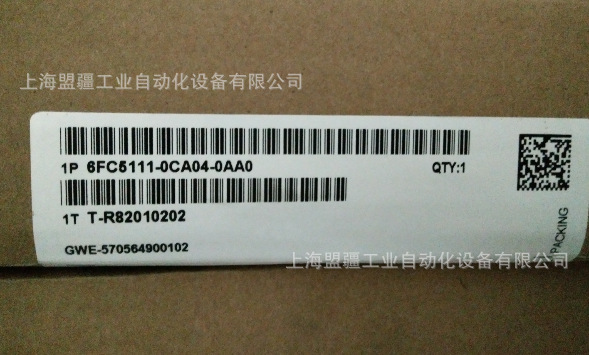 上海盟疆工业自动化设备有限公司
1P 6FC5111-0CA04-0AA0 QTY:1
1T T-R82010202
GWE-570564900102
PACKING
上海盟疆工业自动化设备有限公司